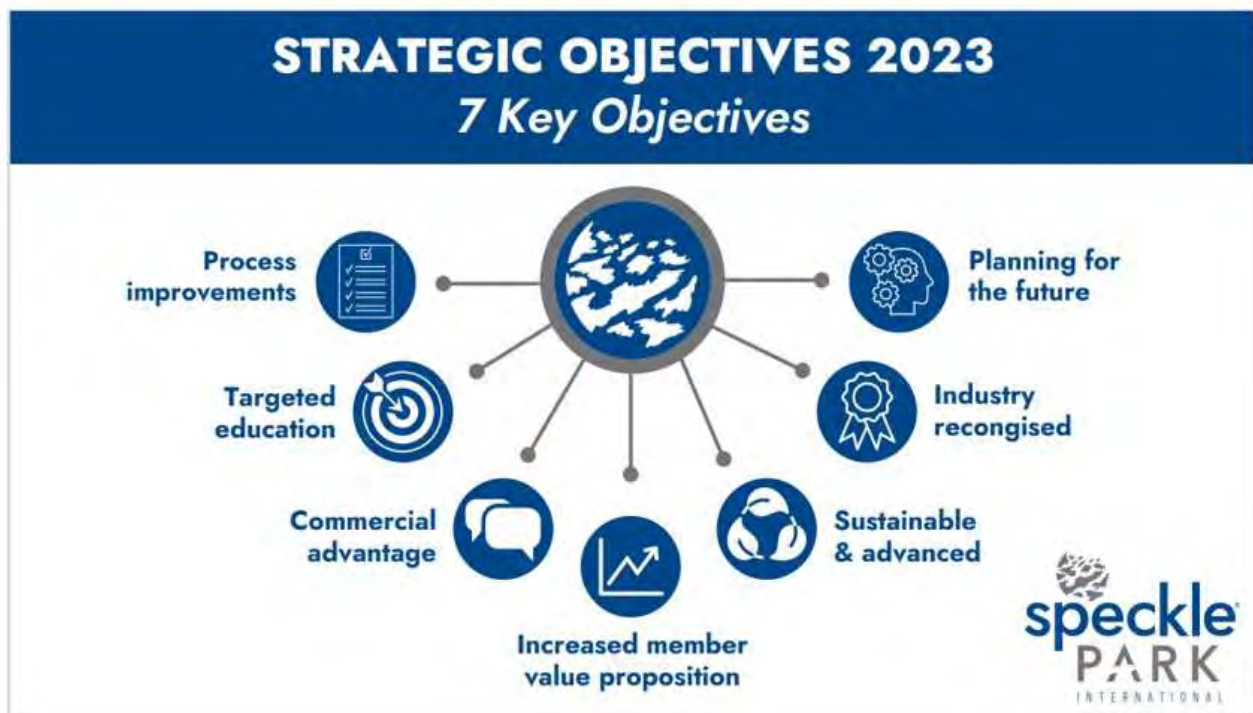 STRATEGIC OBJECTIVES 2023
7 Key Objectives
Process
improvements
Targeted
education
Commercial
advantage
Increased member
value proposition
Sustainable
& advanced
Industry
recongised
Planning for
the future
speckle
PARK
INTERNATIONAL